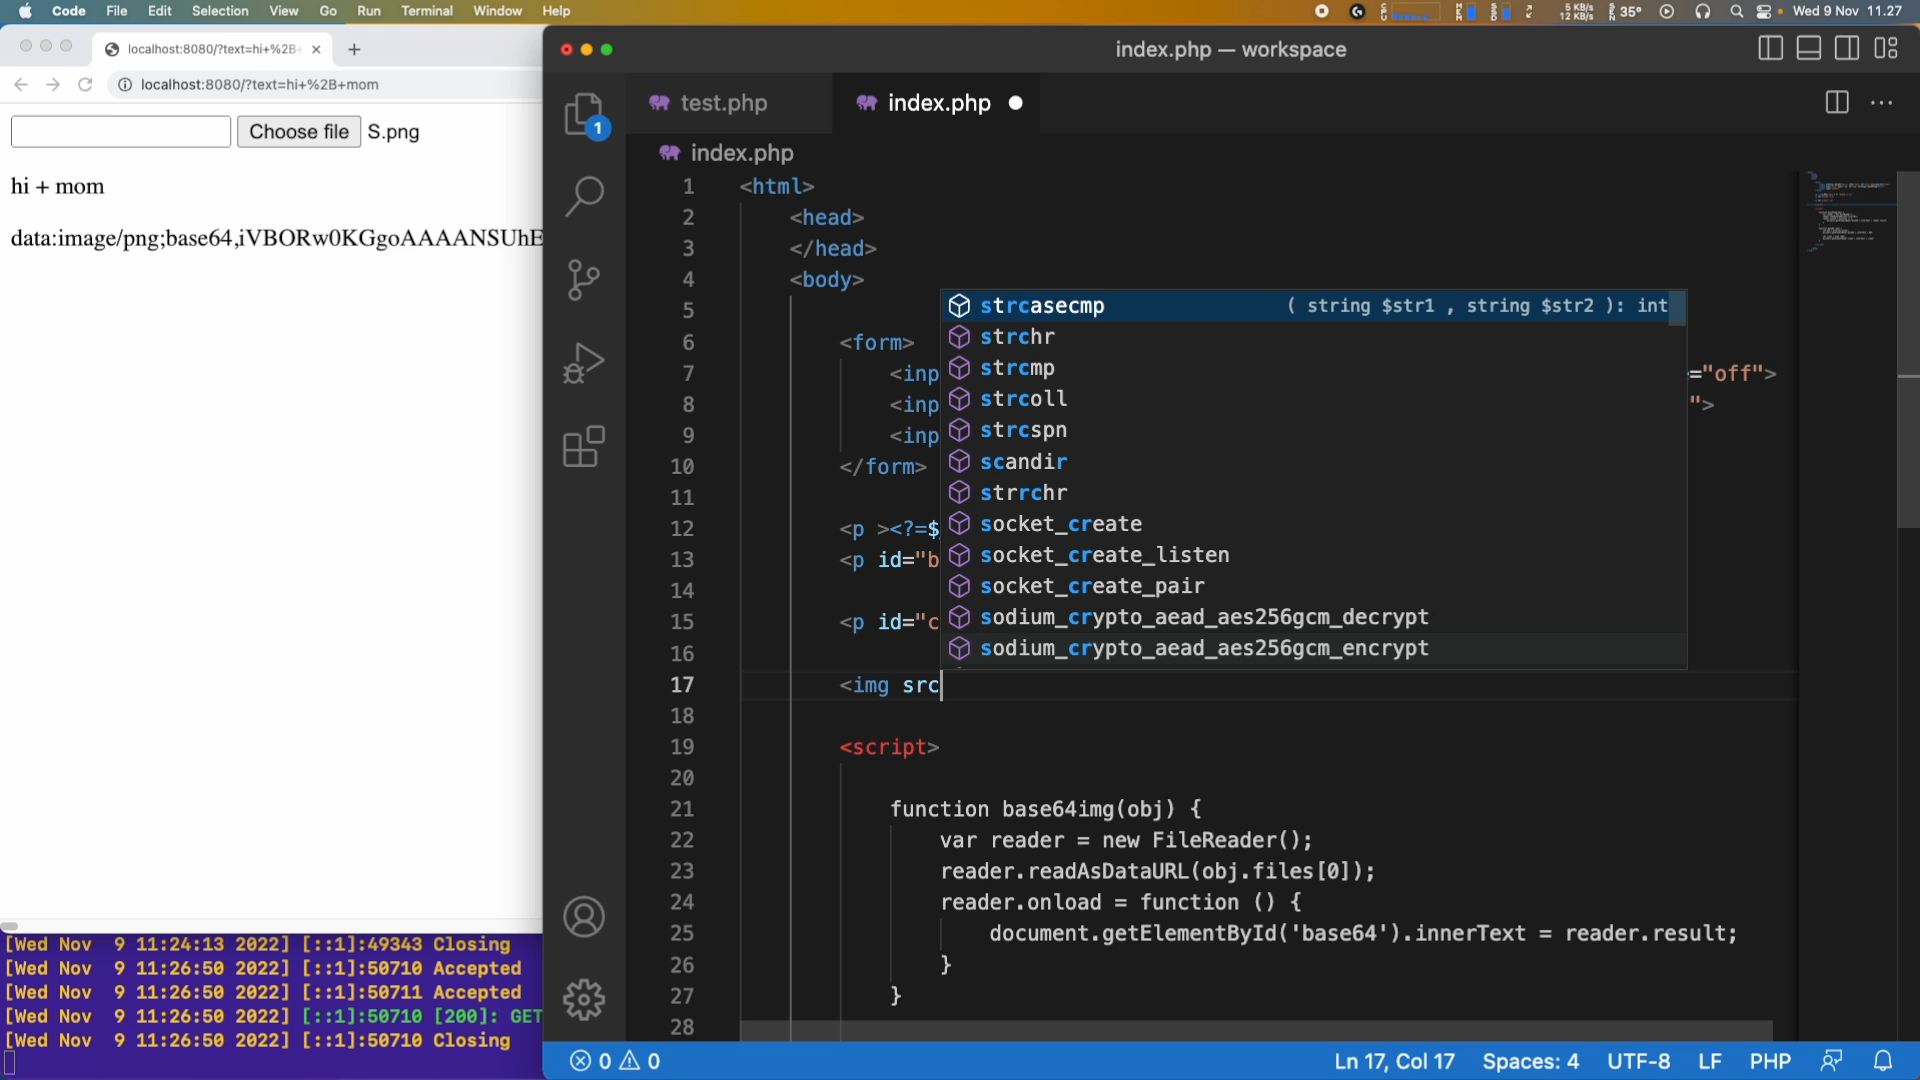 Code File Edit Selection View Go Run Terminal Window Help
5 KB/s
12 KB/s
35°
Wed 9 Nov 11.27
localhost:8080/?text=hi+%2B+
localhost:8080/?text=hi+%2B+mom
Choose file S.png
hi + mom
data:image/png;base64,iVBORw0KGgoAAAANSUhE
[Wed Nov 9 11:24:13 2022] [::1]:49343 Closing
[Wed Nov 9 11:26:50 2022] [::1]:50710 Accepted
[Wed Nov 9 11:26:50 2022] [::1]:50711 Accepted
[Wed Nov 9 11:26:50 2022] [::1]:50710 [200]: GET
[Wed Nov 9 11:26:50 2022] [::1]:50710 Closing
index.php — workspace
1
test.php index.php
index.php
1 <html>
2 <head>
3 </head>
4 <body>
5
6 <form>
7 <inp ="off">
8 <inp ">
9 <inp
10 </form>
11
12 <p ><?=$
13 <p id="b
14
15 <p id="c
16
17 <img src
18
19 <script>
20
21 function base64img(obj) {
22 var reader = new FileReader();
23 reader.readAsDataURL(obj.files[0]);
24 reader.onload = function () {
25 document.getElementById('base64').innerText = reader.result;
26 }
27 }
28
strcasecmp ( string $str1 , string $str2 ): int
strchr
strcmp
strcoll
strcspn
scandir
strrchr
socket_create
socket_create_listen
socket_create_pair
sodium_crypto_aead_aes256gcm_decrypt
sodium_crypto_aead_aes256gcm_encrypt
0 0 Ln 17, Col 17 Spaces: 4 UTF-8 LF PHP